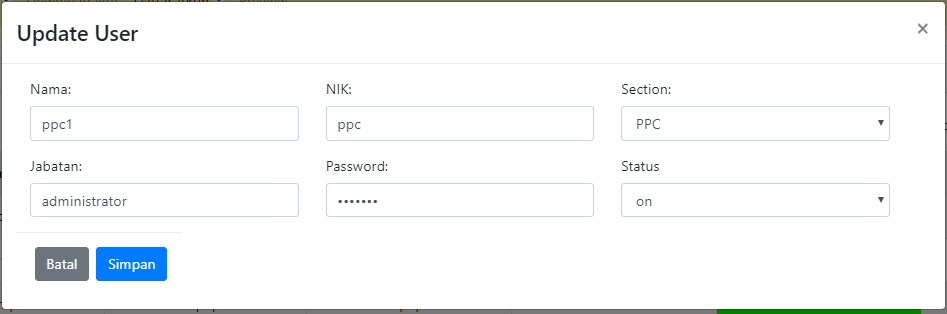 Update User
×
Nama: NIK: Section:
ppc1 ppc PPC
Jabatan: Password: Status
administrator ••••••• on
Batal Simpan